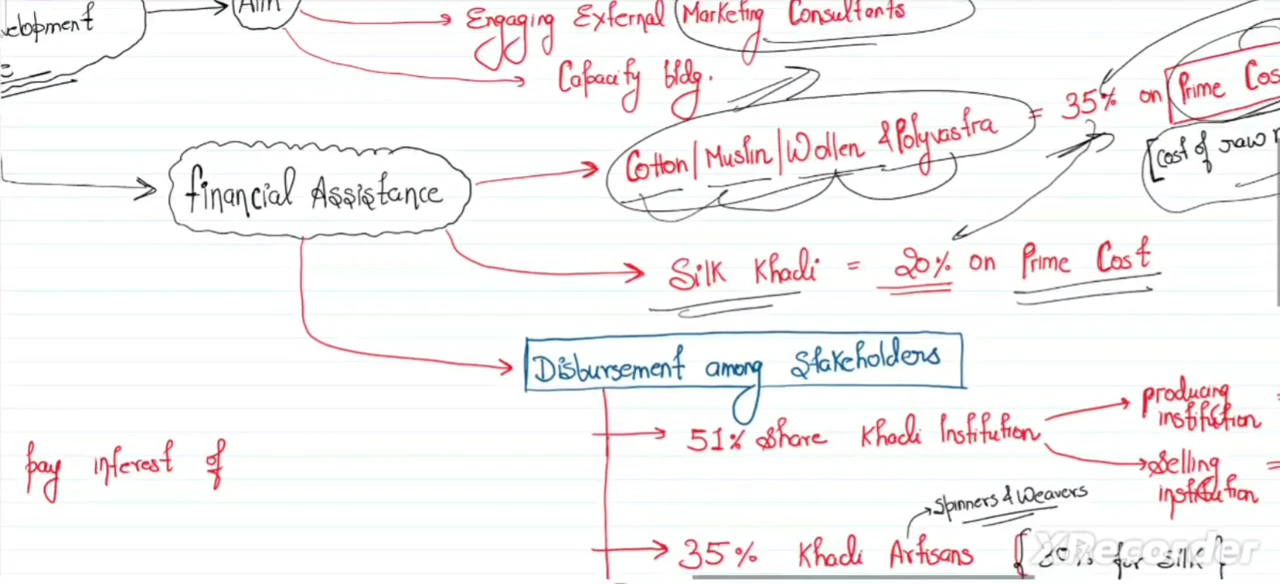 Aim
Engaging External Marketing Consultants
Capacity bldg.
Financial Assistance
Cotton/Muslin/Wollen & Polyvastra = 35% on Prime Cos
[Cost of raw
Silk Khadi = 20% on Prime Cost
Disbursement among Stakeholders
51% share Khadi Institution
producing institution =
selling institution =
pay interest of
Spinners & Weavers
35% Khadi Artisans { 30% for silk }
XRecorder